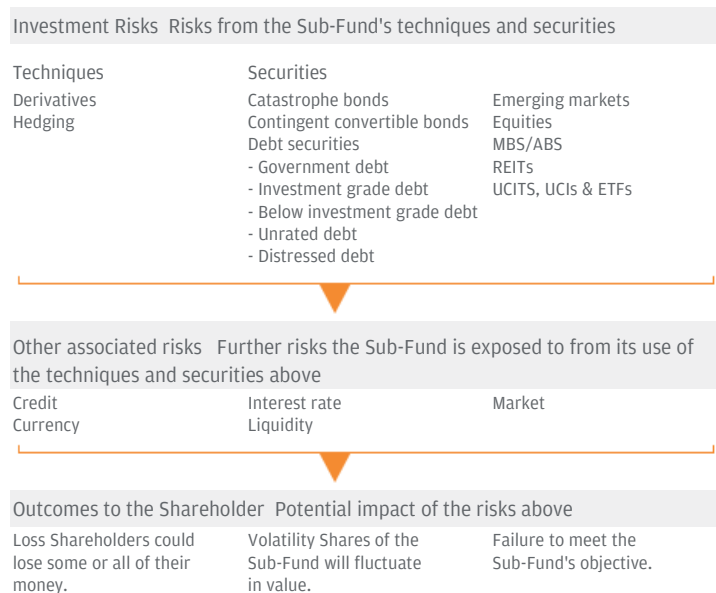 Investment Risks Risks from the Sub-Fund's techniques and securities
Techniques
Derivatives
Hedging
Securities
Catastrophe bonds
Contingent convertible bonds
Debt securities
- Government debt
- Investment grade debt
- Below investment grade debt
- Unrated debt
- Distressed debt
Emerging markets
Equities
MBS/ABS
REITs
UCITS, UCIs & ETFs
Other associated risks Further risks the Sub-Fund is exposed to from its use of
the techniques and securities above
Credit
Currency
Interest rate
Liquidity
Market
Outcomes to the Shareholder Potential impact of the risks above
Loss Shareholders could
lose some or all of their
money.
Volatility Shares of the
Sub-Fund will fluctuate
in value.
Failure to meet the
Sub-Fund's objective.